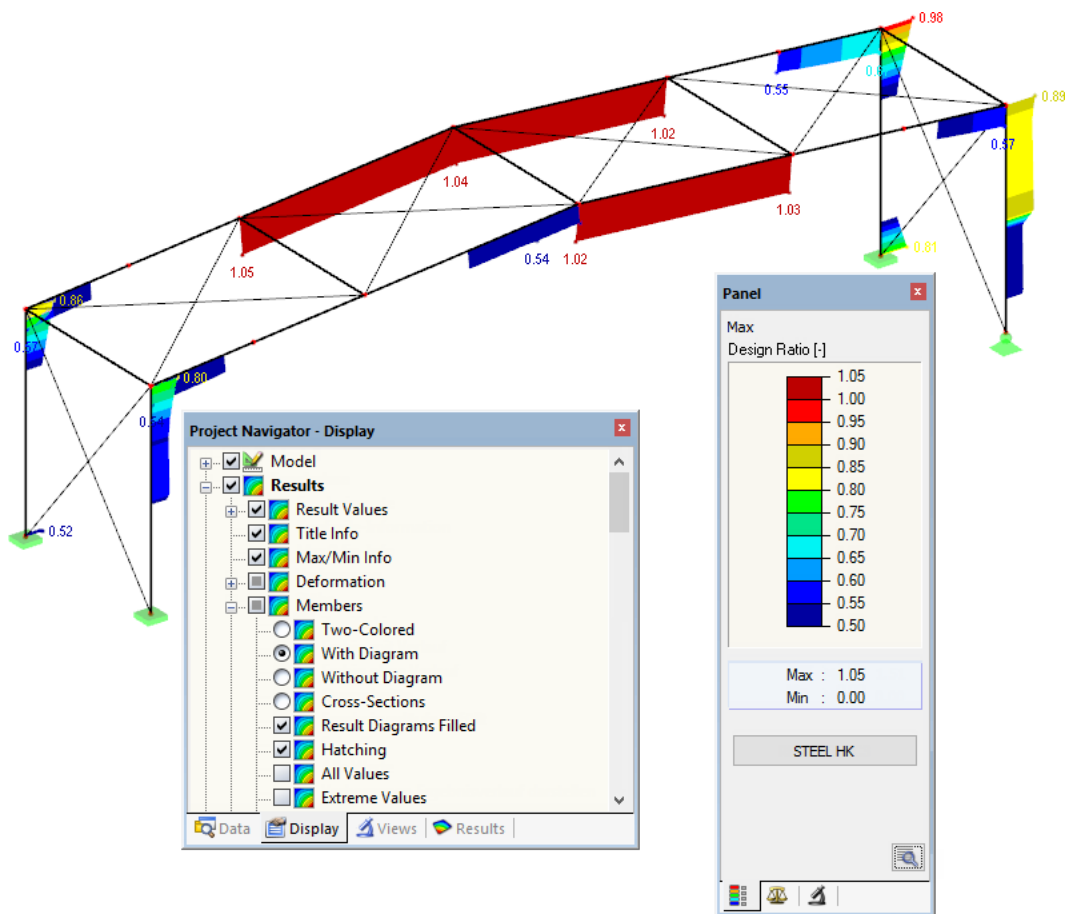 0.98
0.55
0.89
0.57
1.02
1.04
1.03
1.05
0.54
1.02
0.81
0.86
0.57
0.80
0.52
Panel
Max
Design Ratio [-]
1.05
1.00
0.95
0.90
0.85
0.80
0.75
0.70
0.65
0.60
0.55
0.50
Max : 1.05
Min : 0.00
STEEL HK
Project Navigator - Display
Model
Results
Result Values
Title Info
Max/Min Info
Deformation
Members
Two-Colored
With Diagram
Without Diagram
Cross-Sections
Result Diagrams Filled
Hatching
All Values
Extreme Values
Data
Display
Views
Results